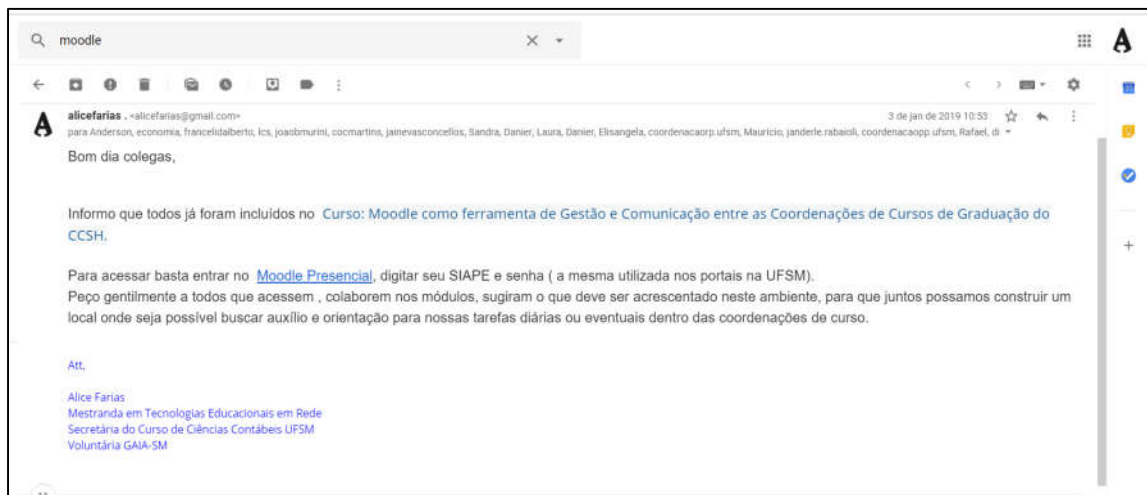 moodle
alicefarias . <alicefarias@gmail.com>
3 de jan de 2019 10:53
para Anderson, economia, francelidalberto, lcs, joaobmurini, cocmartins, jainevasconcellos, Sandra, Danier, Laura, Danier, Elisangela, coordenacaorp.ufsm, Mauricio, janderle.rabaioli, coordenacaopp.ufsm, Rafael, di
Bom dia colegas,
Informo que todos já foram incluídos no Curso: Moodle como ferramenta de Gestão e Comunicação entre as Coordenações de Cursos de Graduação do
CCSH.
Para acessar basta entrar no Moodle Presencial, digitar seu SIAPE e senha ( a mesma utilizada nos portais na UFSM).
Peço gentilmente a todos que acessem , colaborem nos módulos, sugiram o que deve ser acrescentado neste ambiente, para que juntos possamos construir um
local onde seja possível buscar auxílio e orientação para nossas tarefas diárias ou eventuais dentro das coordenações de curso.
Att,
Alice Farias
Mestranda em Tecnologias Educacionais em Rede
Secretária do Curso de Ciências Contábeis UFSM
Voluntária GAIA-SM